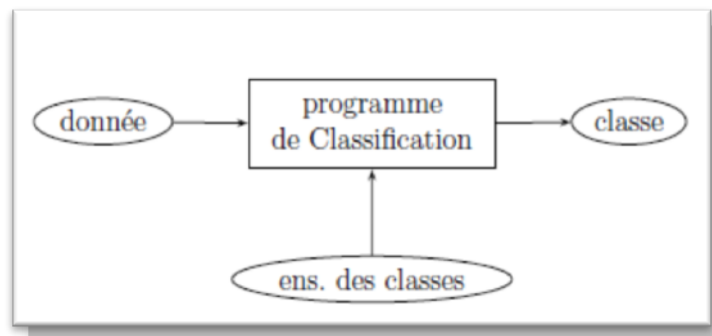 donnée
programme
de Classification
classe
ens. des classes